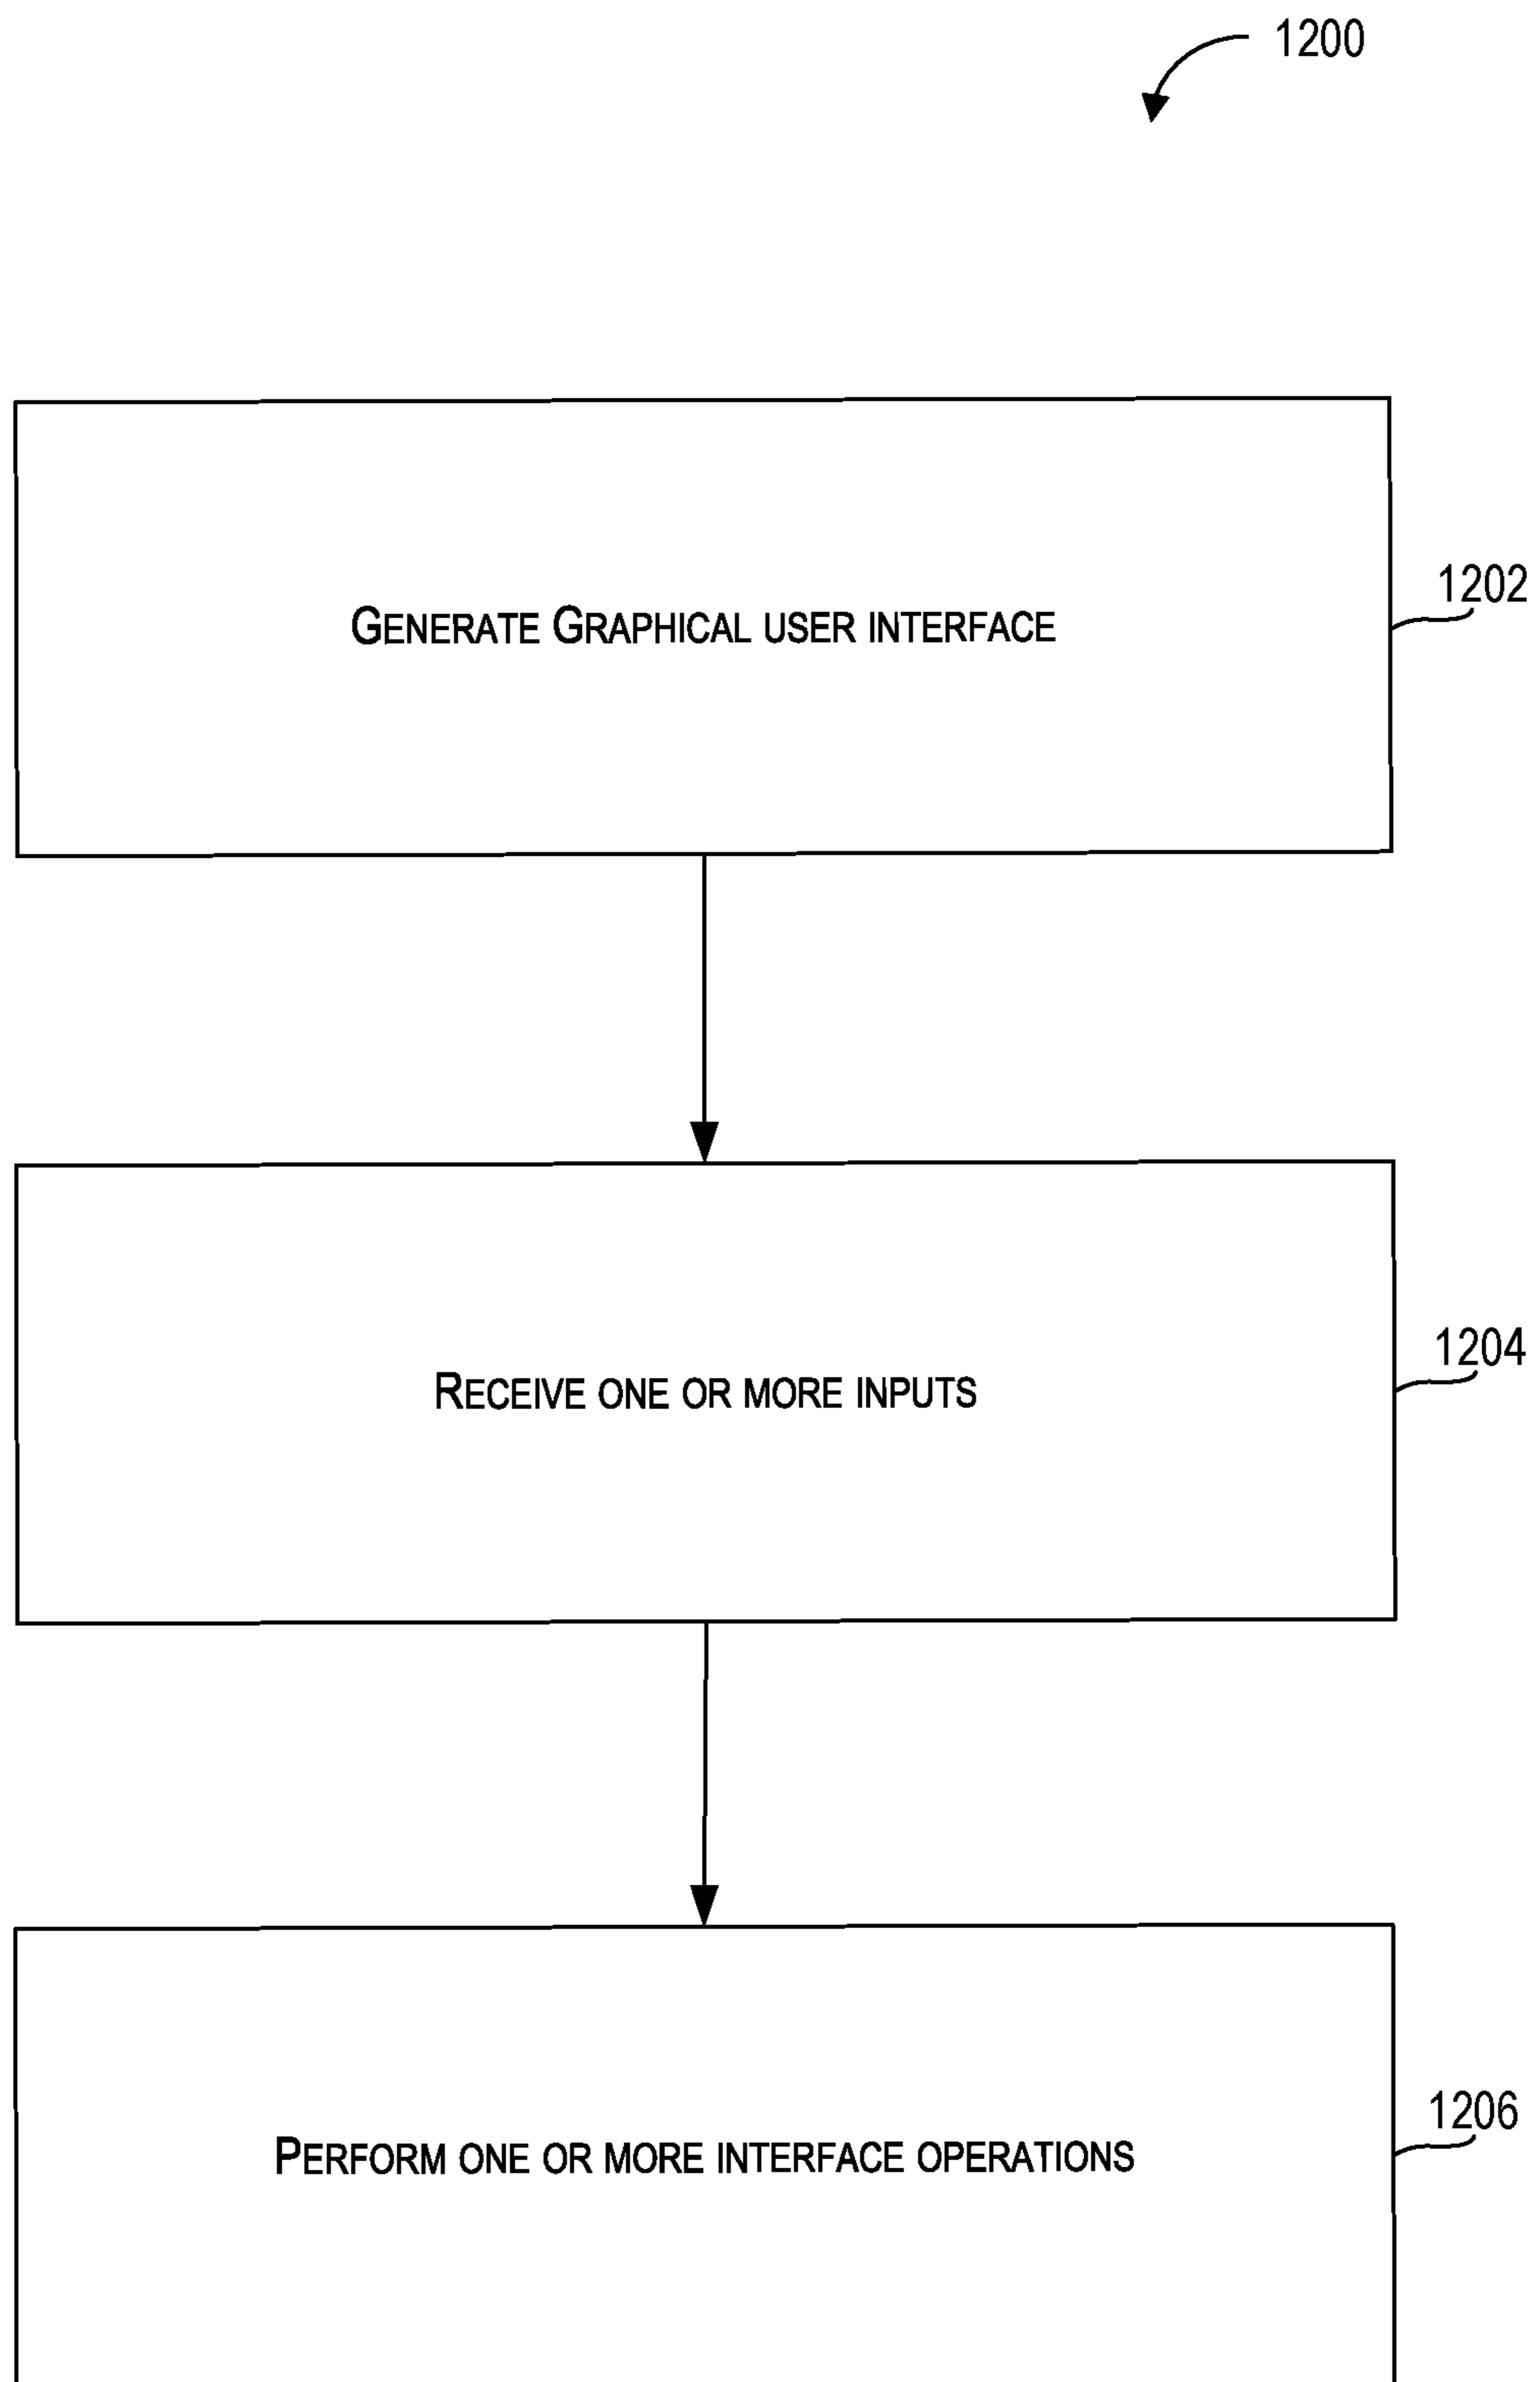 1200
GENERATE GRAPHICAL USER INTERFACE
1202
RECEIVE ONE OR MORE INPUTS
1204
PERFORM ONE OR MORE INTERFACE OPERATIONS
1206